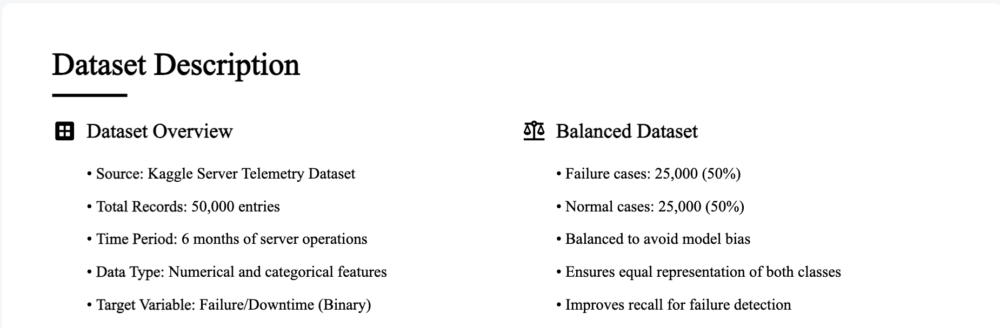 Dataset Description
Dataset Overview
• Source: Kaggle Server Telemetry Dataset
• Total Records: 50,000 entries
• Time Period: 6 months of server operations
• Data Type: Numerical and categorical features
• Target Variable: Failure/Downtime (Binary)
Balanced Dataset
• Failure cases: 25,000 (50%)
• Normal cases: 25,000 (50%)
• Balanced to avoid model bias
• Ensures equal representation of both classes
• Improves recall for failure detection